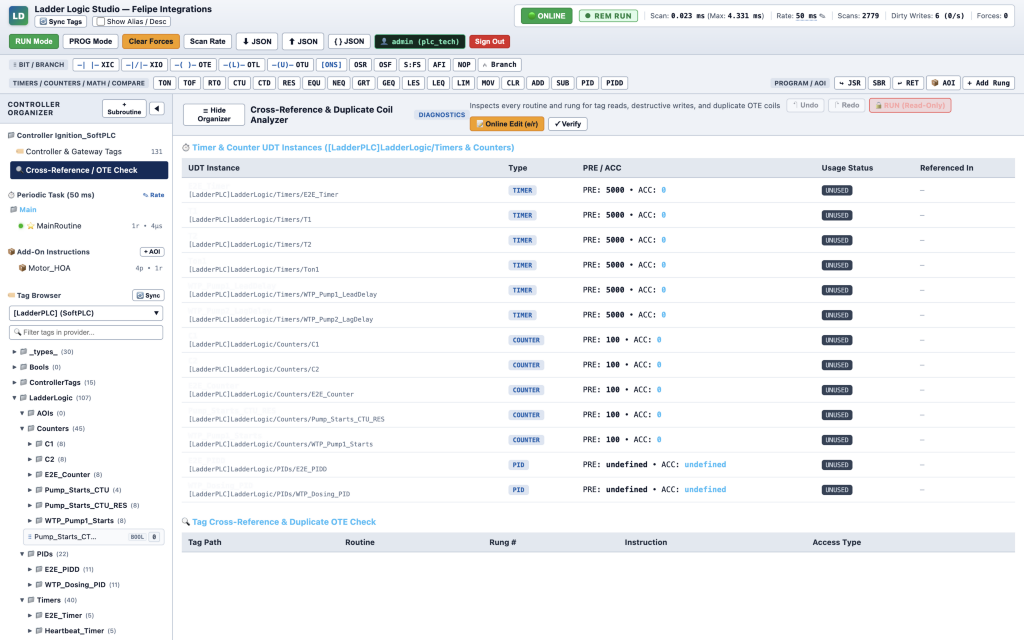 LD
Ladder Logic Studio — Felipe Integrations
Sync Tags
Show Alias / Desc
ONLINE
REM RUN
Scan: 0.023 ms (Max: 4.331 ms)
Rate: 50 ms
Scans: 2779
Dirty Writes: 6 (0/s)
Forces: 0
RUN Mode
PROG Mode
Clear Forces
Scan Rate
⬇ JSON
⬆ JSON
{ } JSON
admin (plc_tech)
Sign Out
BIT / BRANCH
—| |— XIC
—|/|— XIO
—( )— OTE
—(L)— OTL
—(U)— OTU
[ONS]
OSR
OSF
S:FS
AFI
NOP
Branch
TIMERS / COUNTERS / MATH / COMPARE
TON
TOF
RTO
CTU
CTD
RES
EQU
NEQ
GRT
GEQ
LES
LEQ
LIM
MOV
CLR
ADD
SUB
PID
PIDD
PROGRAM / AOI
↪ JSR
SBR
↩ RET
AOI
+ Add Rung
CONTROLLER ORGANIZER
+ Subroutine
◀
Controller Ignition_SoftPLC
Controller & Gateway Tags 131
Cross-Reference / OTE Check
Periodic Task (50 ms)
Rate
Main
MainRoutine 1r • 4µs
Add-On Instructions
+ AOI
Motor_HOA 4p • 1r
Tag Browser
Sync
[LadderPLC] (SoftPLC)
Filter tags in provider...
_types_ (30)
Bools (0)
ControllerTags (15)
LadderLogic (107)
AOIs (0)
Counters (45)
C1 (8)
C2 (8)
E2E_Counter (8)
Pump_Starts_CTU (4)
Pump_Starts_CTU_RES (8)
WTP_Pump1_Starts (8)
Pump_Starts_CT... BOOL 0
PIDs (22)
E2E_PIDD (11)
WTP_Dosing_PID (11)
Timers (40)
E2E_Timer (5)
Heartbeat_Timer (5)
≡ Hide Organizer
Cross-Reference & Duplicate Coil Analyzer
DIAGNOSTICS
Inspects every routine and rung for tag reads, destructive writes, and duplicate OTE coils
Undo
Redo
RUN (Read-Only)
Online Edit (e/r)
✓ Verify
Timer & Counter UDT Instances ([LadderPLC]LadderLogic/Timers & Counters)
UDT Instance Type PRE / ACC Usage Status Referenced In
[LadderPLC]LadderLogic/Timers/E2E_Timer TIMER PRE: 5000 • ACC: 0 UNUSED —
[LadderPLC]LadderLogic/Timers/T1 TIMER PRE: 5000 • ACC: 0 UNUSED —
[LadderPLC]LadderLogic/Timers/T2 TIMER PRE: 5000 • ACC: 0 UNUSED —
[LadderPLC]LadderLogic/Timers/Ton1 TIMER PRE: 5000 • ACC: 0 UNUSED —
[LadderPLC]LadderLogic/Timers/WTP_Pump1_LeadDelay TIMER PRE: 5000 • ACC: 0 UNUSED —
[LadderPLC]LadderLogic/Timers/WTP_Pump2_LagDelay TIMER PRE: 5000 • ACC: 0 UNUSED —
[LadderPLC]LadderLogic/Counters/C1 COUNTER PRE: 100 • ACC: 0 UNUSED —
[LadderPLC]LadderLogic/Counters/C2 COUNTER PRE: 100 • ACC: 0 UNUSED —
[LadderPLC]LadderLogic/Counters/E2E_Counter COUNTER PRE: 100 • ACC: 0 UNUSED —
[LadderPLC]LadderLogic/Counters/Pump_Starts_CTU_RES COUNTER PRE: 100 • ACC: 0 UNUSED —
[LadderPLC]LadderLogic/Counters/WTP_Pump1_Starts COUNTER PRE: 100 • ACC: 0 UNUSED —
[LadderPLC]LadderLogic/PIDs/E2E_PIDD PID PRE: undefined • ACC: undefined UNUSED —
[LadderPLC]LadderLogic/PIDs/WTP_Dosing_PID PID PRE: undefined • ACC: undefined UNUSED —
Tag Cross-Reference & Duplicate OTE Check
Tag Path Routine Rung # Instruction Access Type